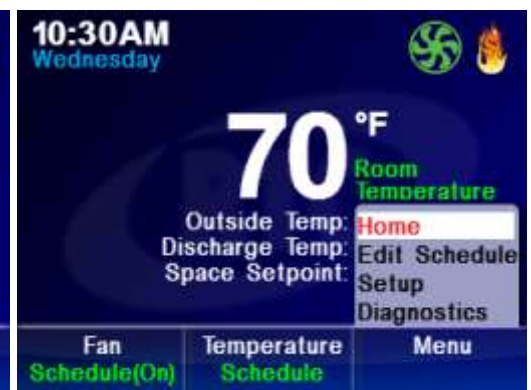 10:30AM
Wednesday
70 °F
Room
Temperature
Outside Temp:
Discharge Temp:
Space Setpoint:
Home
Edit Schedule
Setup
Diagnostics
Fan
Schedule(On)
Temperature
Schedule
Menu